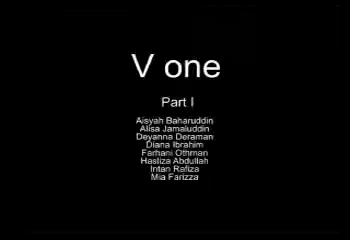 V one
Part I
Aisyah Baharuddin
Alisa Jamaluddin
Deyanna Deraman
Diana Ibrahim
Farhani Othman
Hasliza Abdullah
Intan Rafiza
Mia Farizza